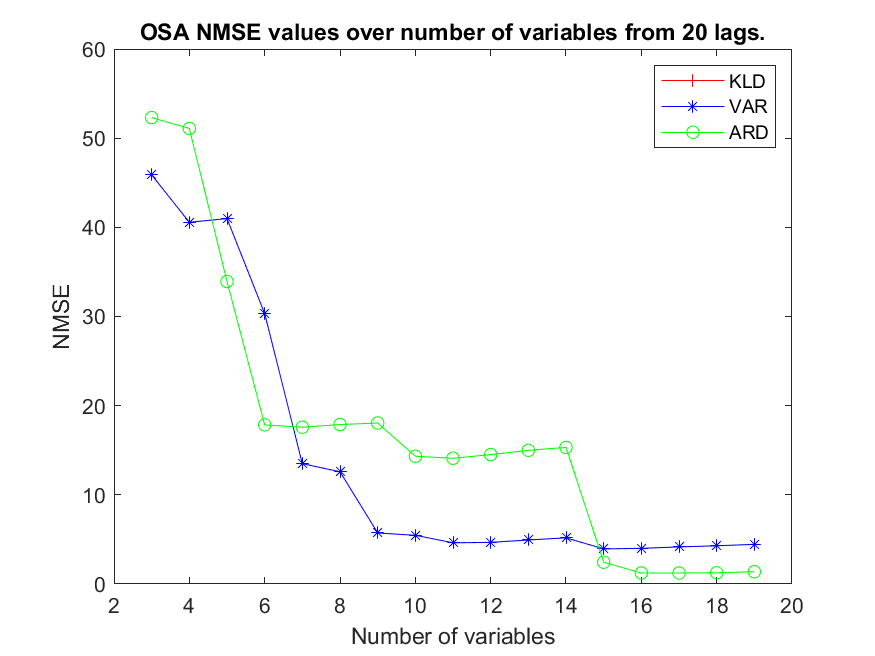 OSA NMSE values over number of variables from 20 lags.
KLD
VAR
ARD
60
50
40
30
20
10
0
NMSE
2 4 6 8 10 12 14 16 18 20
Number of variables